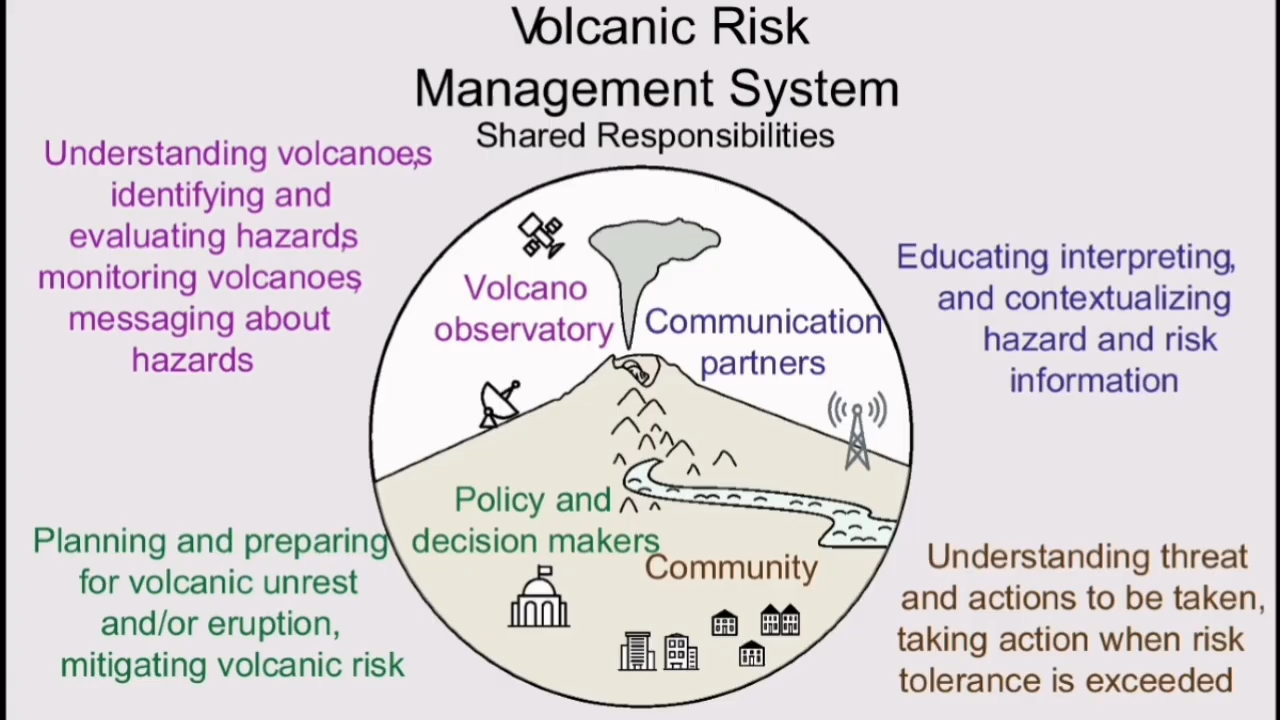 Volcanic Risk
Management System
Shared Responsibilities
Understanding volcanoes,
identifying and
evaluating hazards,
monitoring volcanoes,
messaging about
hazards
Volcano
observatory
Communication
partners
Educating interpreting,
and contextualizing
hazard and risk
information
Policy and
decision makers
Planning and preparing
for volcanic unrest
and/or eruption,
mitigating volcanic risk
Community
Understanding threat
and actions to be taken,
taking action when risk
tolerance is exceeded